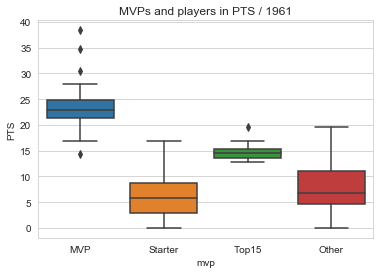 MVPs and players in PTS / 1961
PTS
40
35
30
25
20
15
10
5
0
MVP
Starter
Top15
Other
mvp